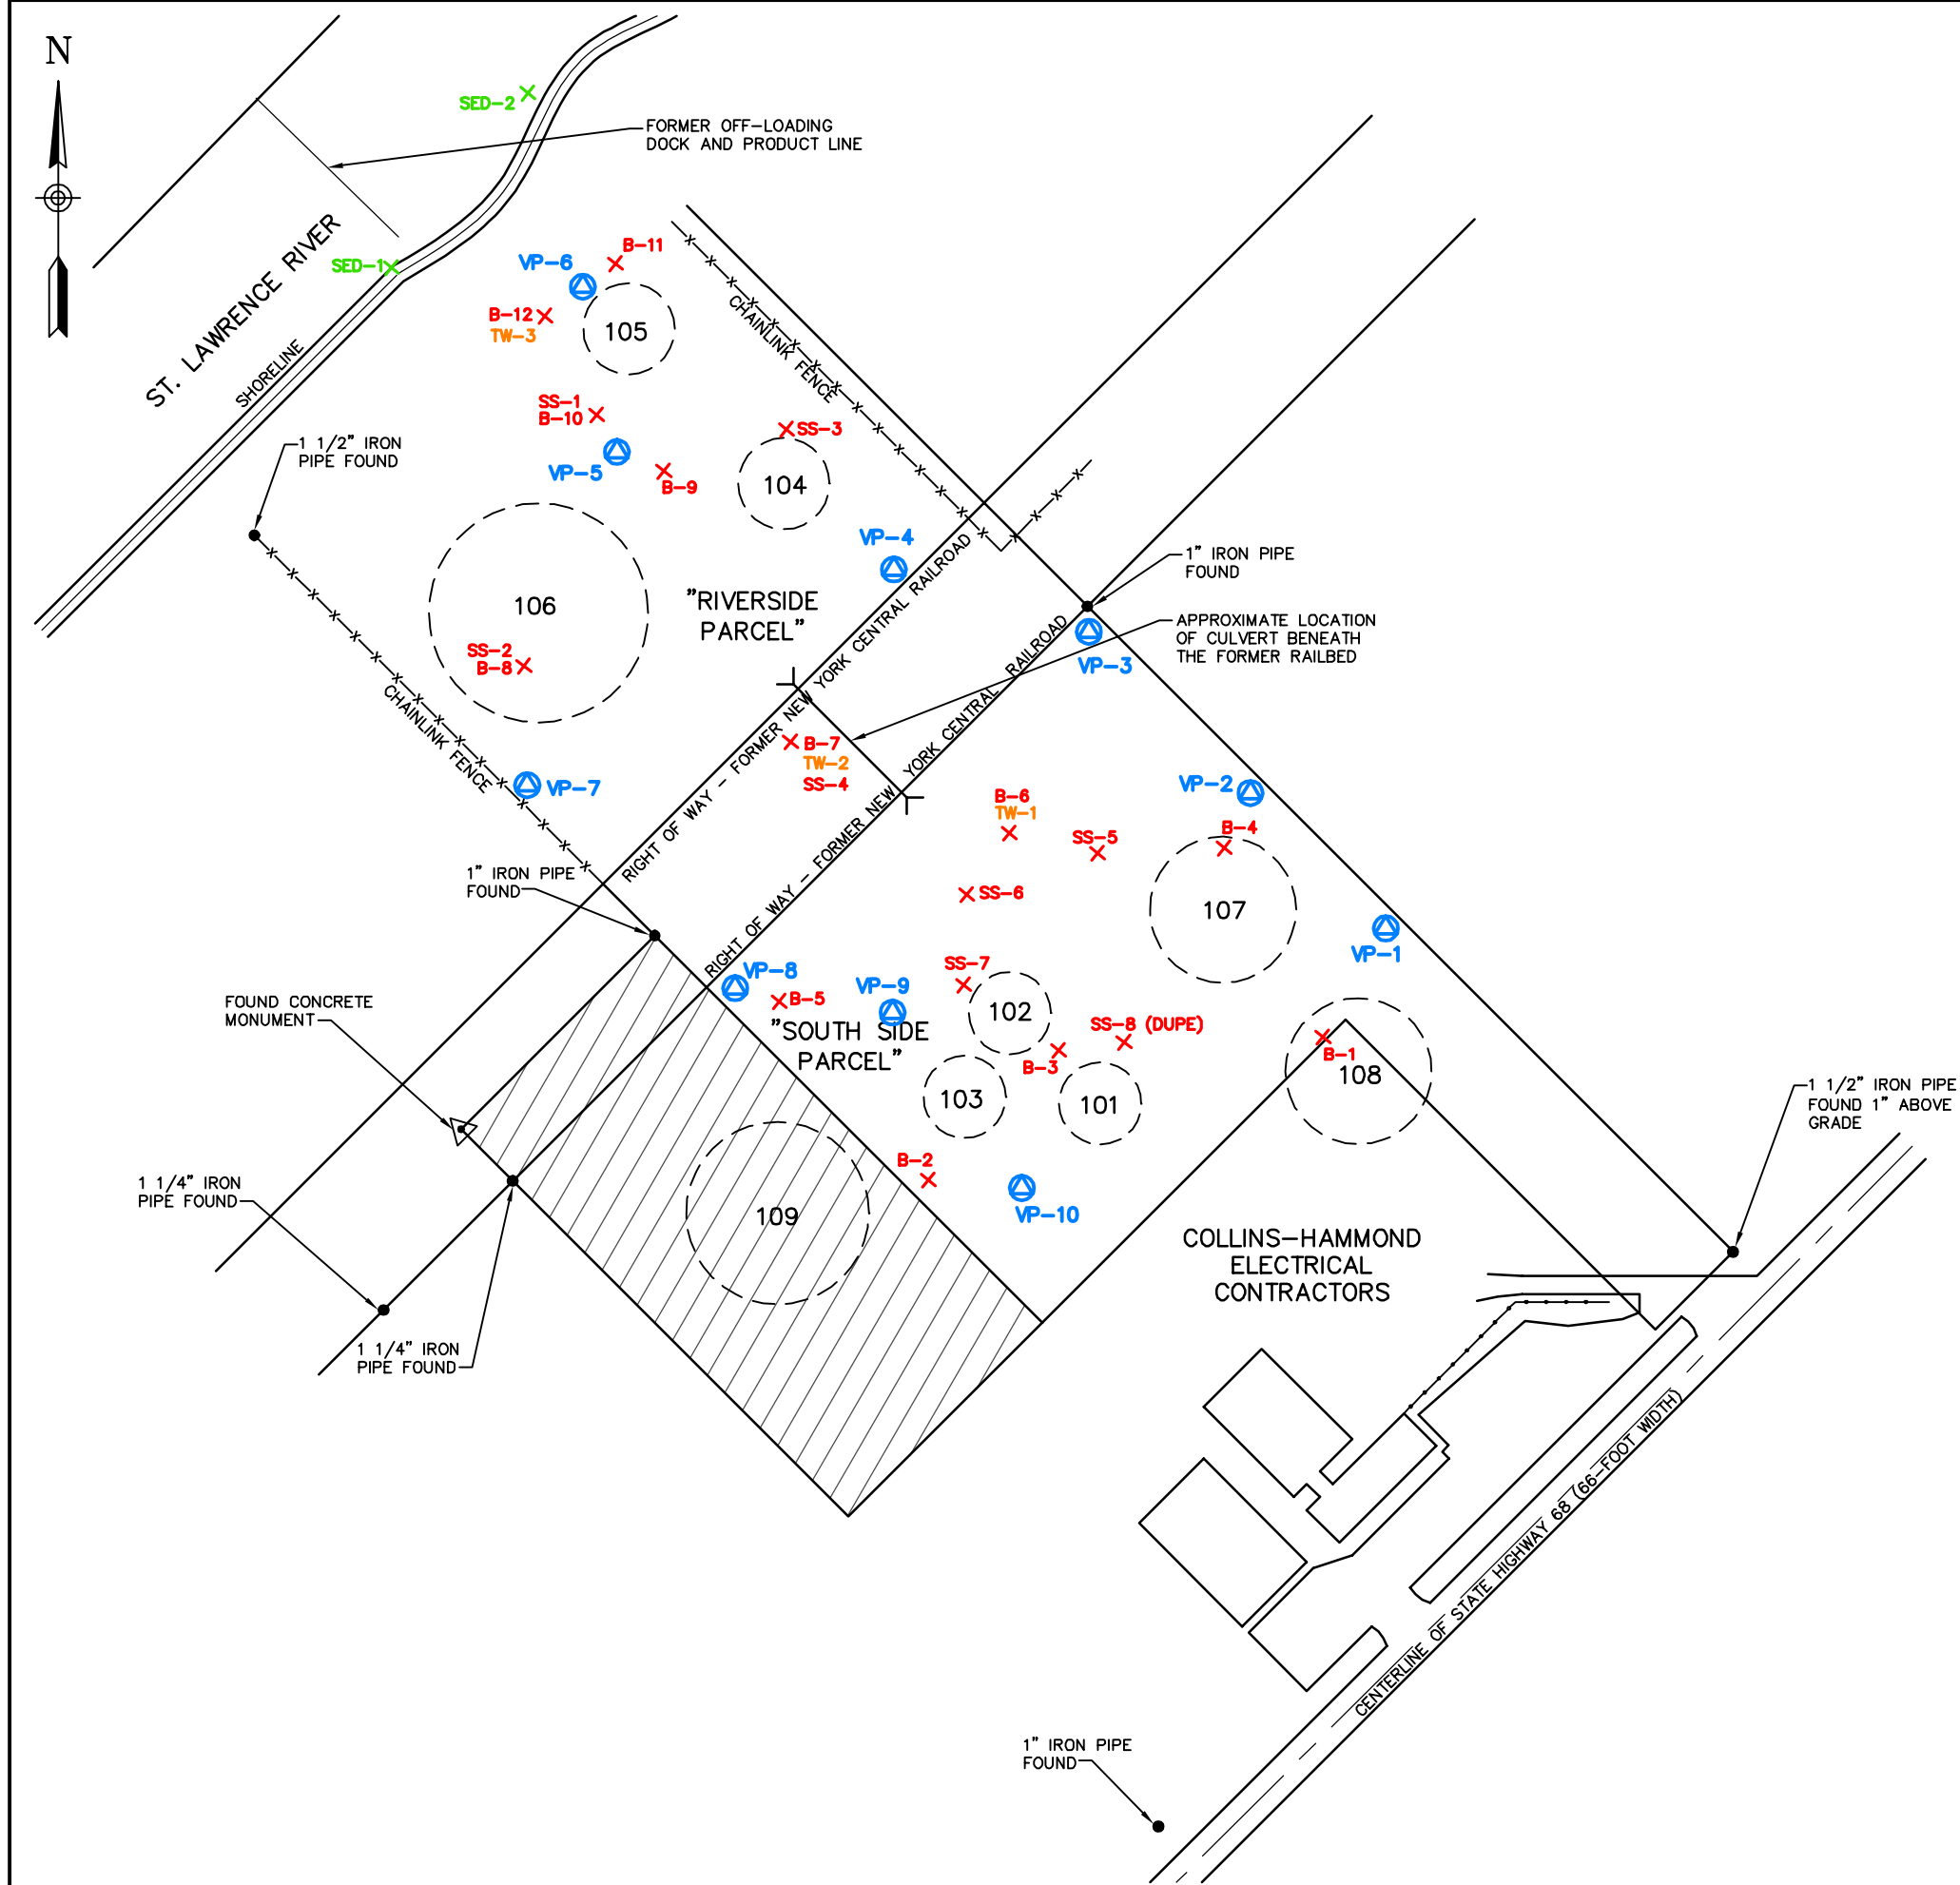 N
SED-2
FORMER OFF-LOADING
DOCK AND PRODUCT LINE
ST. LAWRENCE RIVER
SHORELINE
SED-1
VP-6
B-11
B-12
TW-3
105
CHAINLINK FENCE
SS-1
B-10
SS-3
VP-5
B-9
104
1 1/2" IRON
PIPE FOUND
VP-4
106
"RIVERSIDE
PARCEL"
SS-2
B-8
CHAINLINK FENCE
1" IRON PIPE
FOUND
APPROXIMATE LOCATION
OF CULVERT BENEATH
THE FORMER RAILBED
VP-3
RIGHT OF WAY - FORMER NEW YORK CENTRAL RAILROAD
RIGHT OF WAY - FORMER NEW YORK CENTRAL RAILROAD
B-7
TW-2
SS-4
VP-7
VP-2
B-6
TW-1
SS-5
B-4
1" IRON PIPE
FOUND
SS-6
107
VP-1
SS-7
VP-8
VP-9
B-5
FOUND CONCRETE
MONUMENT
102
"SOUTH SIDE
PARCEL"
SS-8 (DUPE)
B-3
B-1
108
103
101
1 1/2" IRON PIPE
FOUND 1" ABOVE
GRADE
B-2
VP-10
1 1/4" IRON
PIPE FOUND
109
COLLINS-HAMMOND
ELECTRICAL
CONTRACTORS
1 1/4" IRON
PIPE FOUND
CENTERLINE OF STATE HIGHWAY 68 (66-FOOT WIDTH)
1" IRON PIPE
FOUND